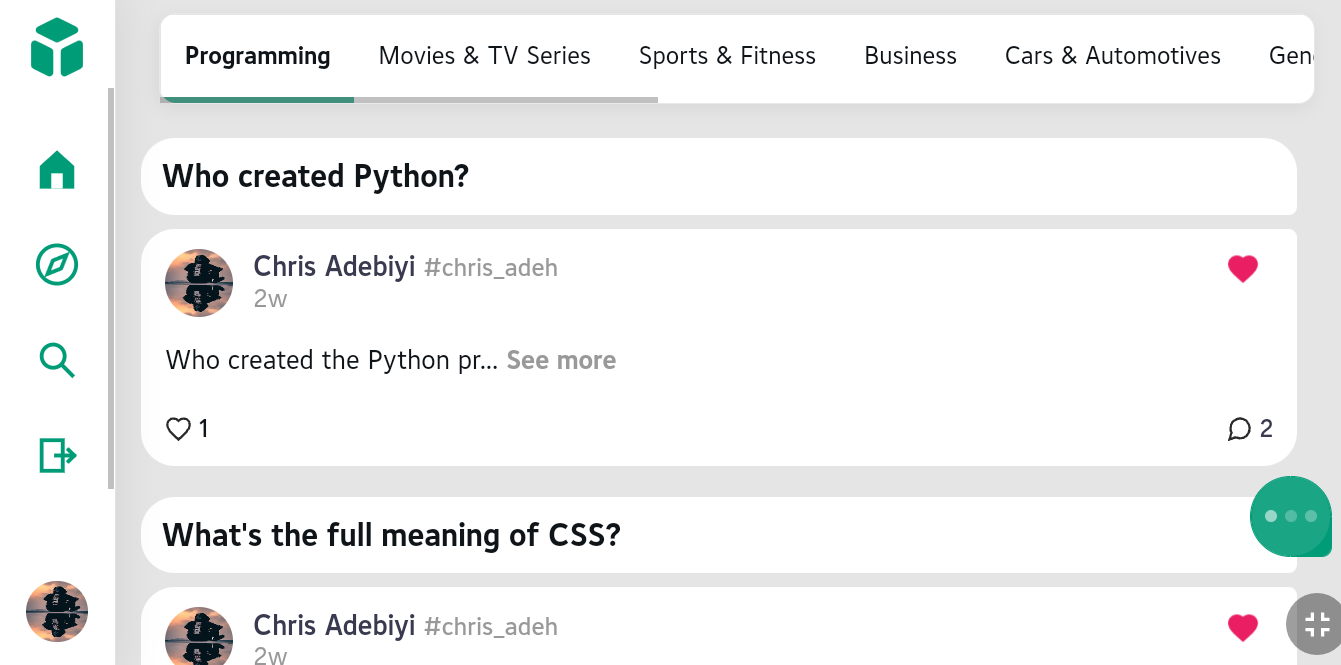 Programming Movies & TV Series Sports & Fitness Business Cars & Automotives Gen
Who created Python?
Chris Adebiyi #chris_adeh
2w
Who created the Python pr... See more
1 2
What's the full meaning of CSS?
Chris Adebiyi #chris_adeh
2w